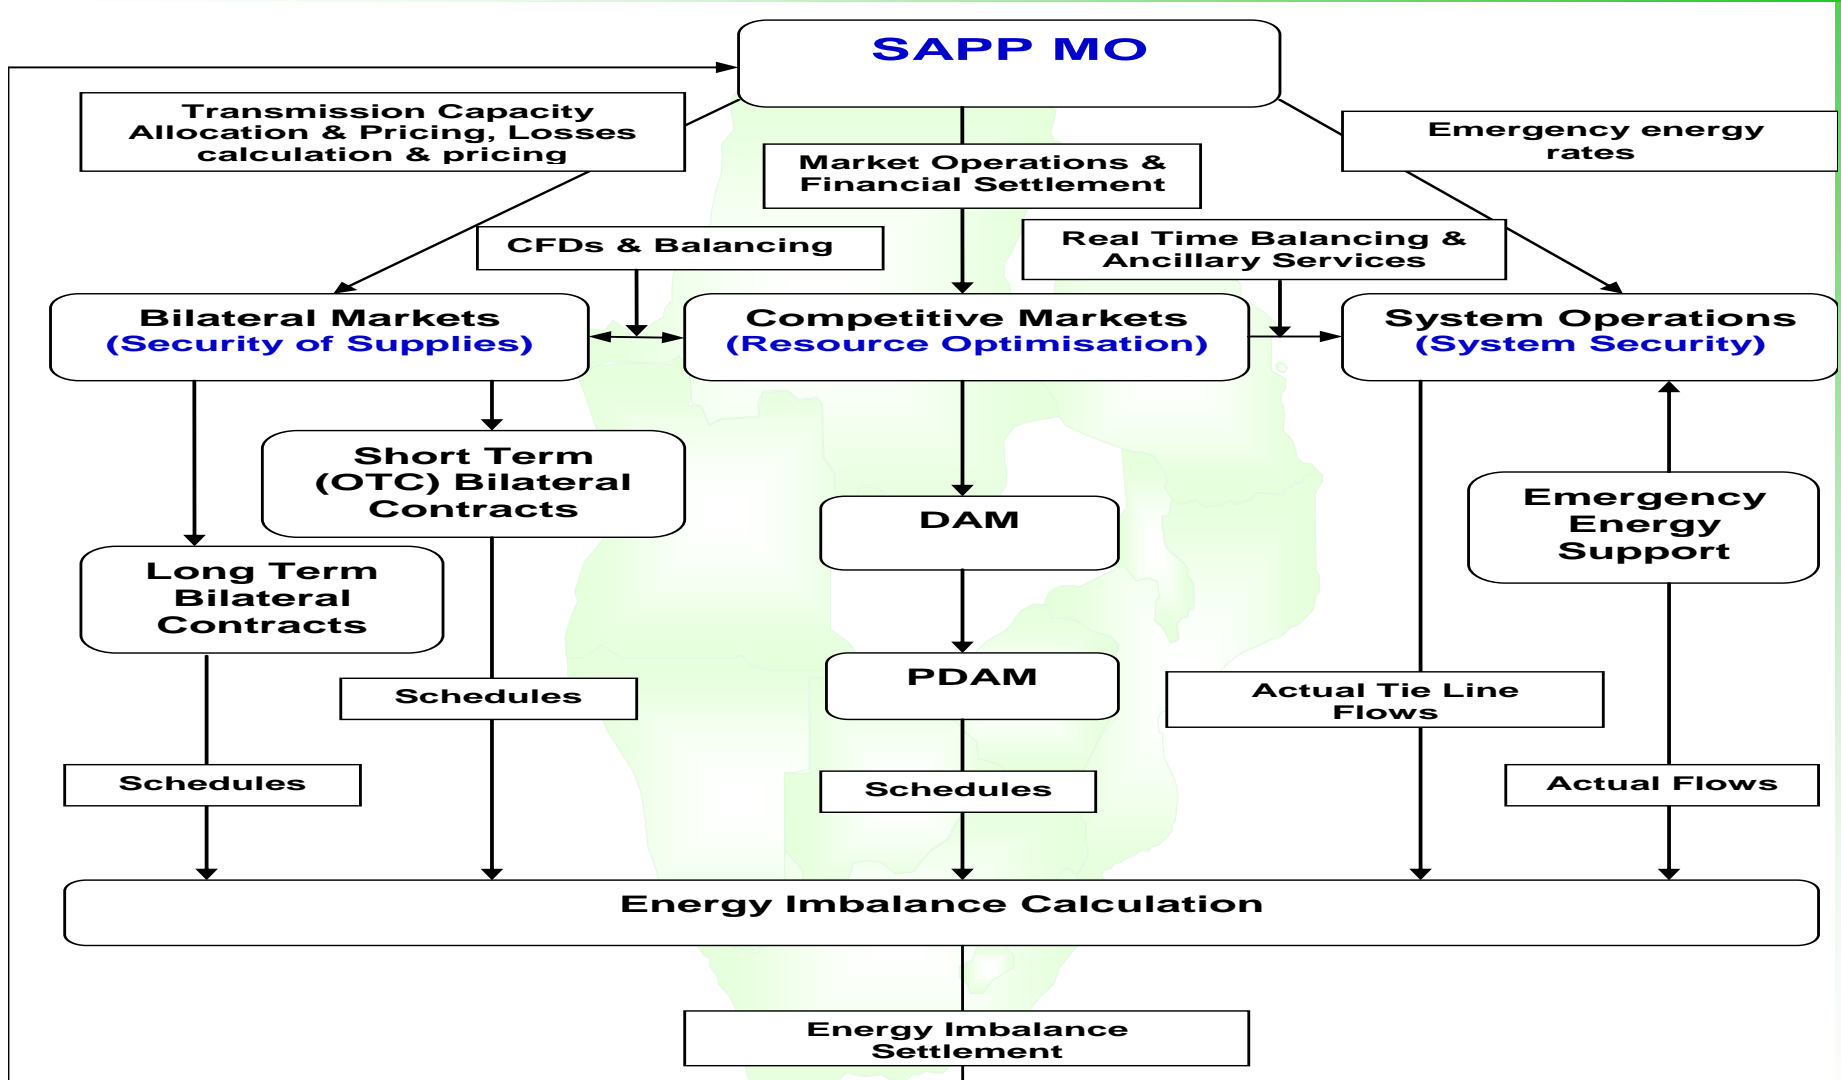 SAPP MO
Transmission Capacity
Allocation & Pricing, Losses
calculation & pricing
Emergency energy
rates
Market Operations &
Financial Settlement
CFDs & Balancing
Real Time Balancing &
Ancillary Services
Bilateral Markets
(Security of Supplies)
Competitive Markets
(Resource Optimisation)
System Operations
(System Security)
Short Term
(OTC) Bilateral
Contracts
DAM
Emergency
Energy
Support
Long Term
Bilateral
Contracts
PDAM
Schedules
Actual Tie Line
Flows
Schedules
Schedules
Actual Flows
Energy Imbalance Calculation
Energy Imbalance
Settlement